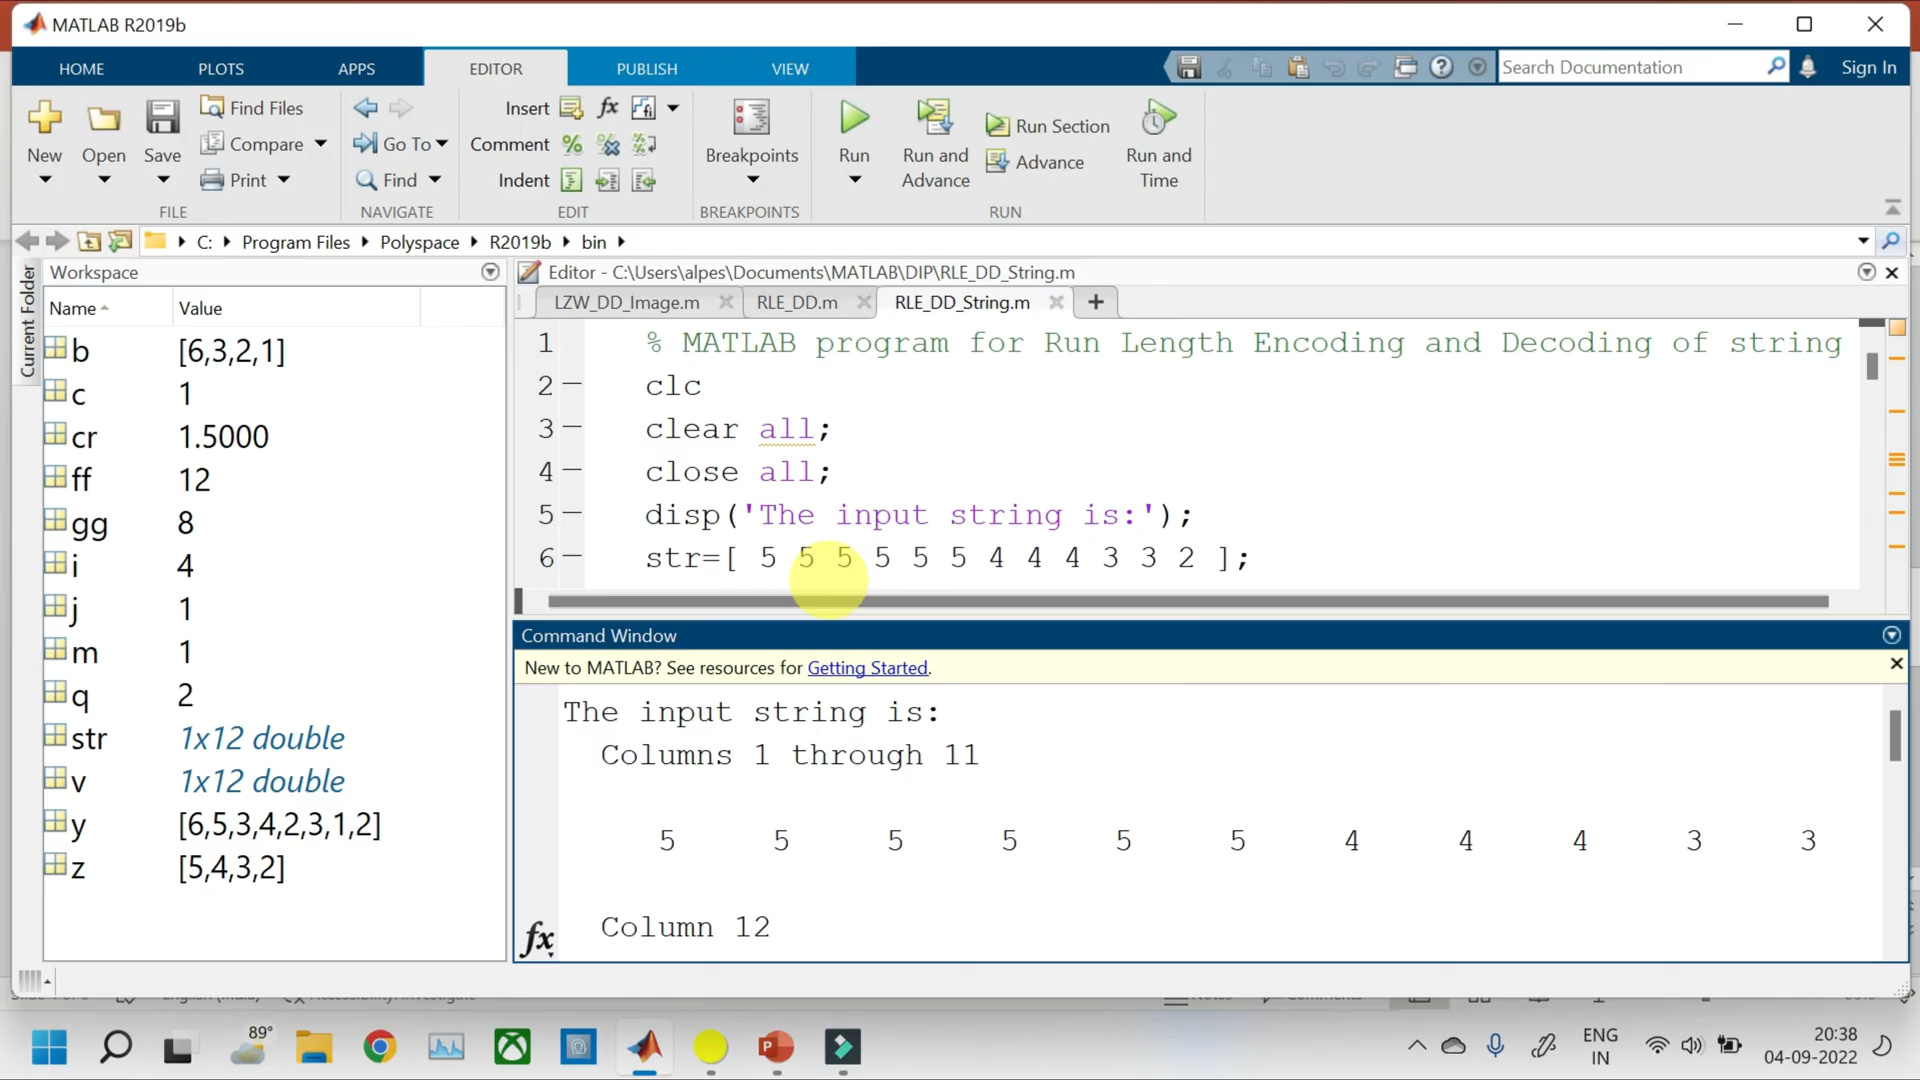 MATLAB R2019b
HOME PLOTS APPS EDITOR PUBLISH VIEW Search Documentation Sign In
New Open Save Find Files Compare Print Go To Find Insert Comment Indent Breakpoints Run Run and Advance Run Section Advance Run and Time
FILE NAVIGATE EDIT BREAKPOINTS RUN
C: Program Files Polyspace R2019b bin
Current Folder
Workspace
Name Value
b [6,3,2,1]
c 1
cr 1.5000
ff 12
gg 8
i 4
j 1
m 1
q 2
str 1x12 double
v 1x12 double
y [6,5,3,4,2,3,1,2]
z [5,4,3,2]
Editor - C:\Users\alpes\Documents\MATLAB\DIP\RLE_DD_String.m
LZW_DD_Image.m RLE_DD.m RLE_DD_String.m
1 % MATLAB program for Run Length Encoding and Decoding of string
2 clc
3 clear all;
4 close all;
5 disp('The input string is:');
6 str=[ 5 5 5 5 5 5 4 4 4 3 3 2 ];
Command Window
New to MATLAB? See resources for Getting Started.
The input string is:
Columns 1 through 11
5 5 5 5 5 5 4 4 4 3 3
Column 12
fx
89°
ENG
IN
20:38
04-09-2022